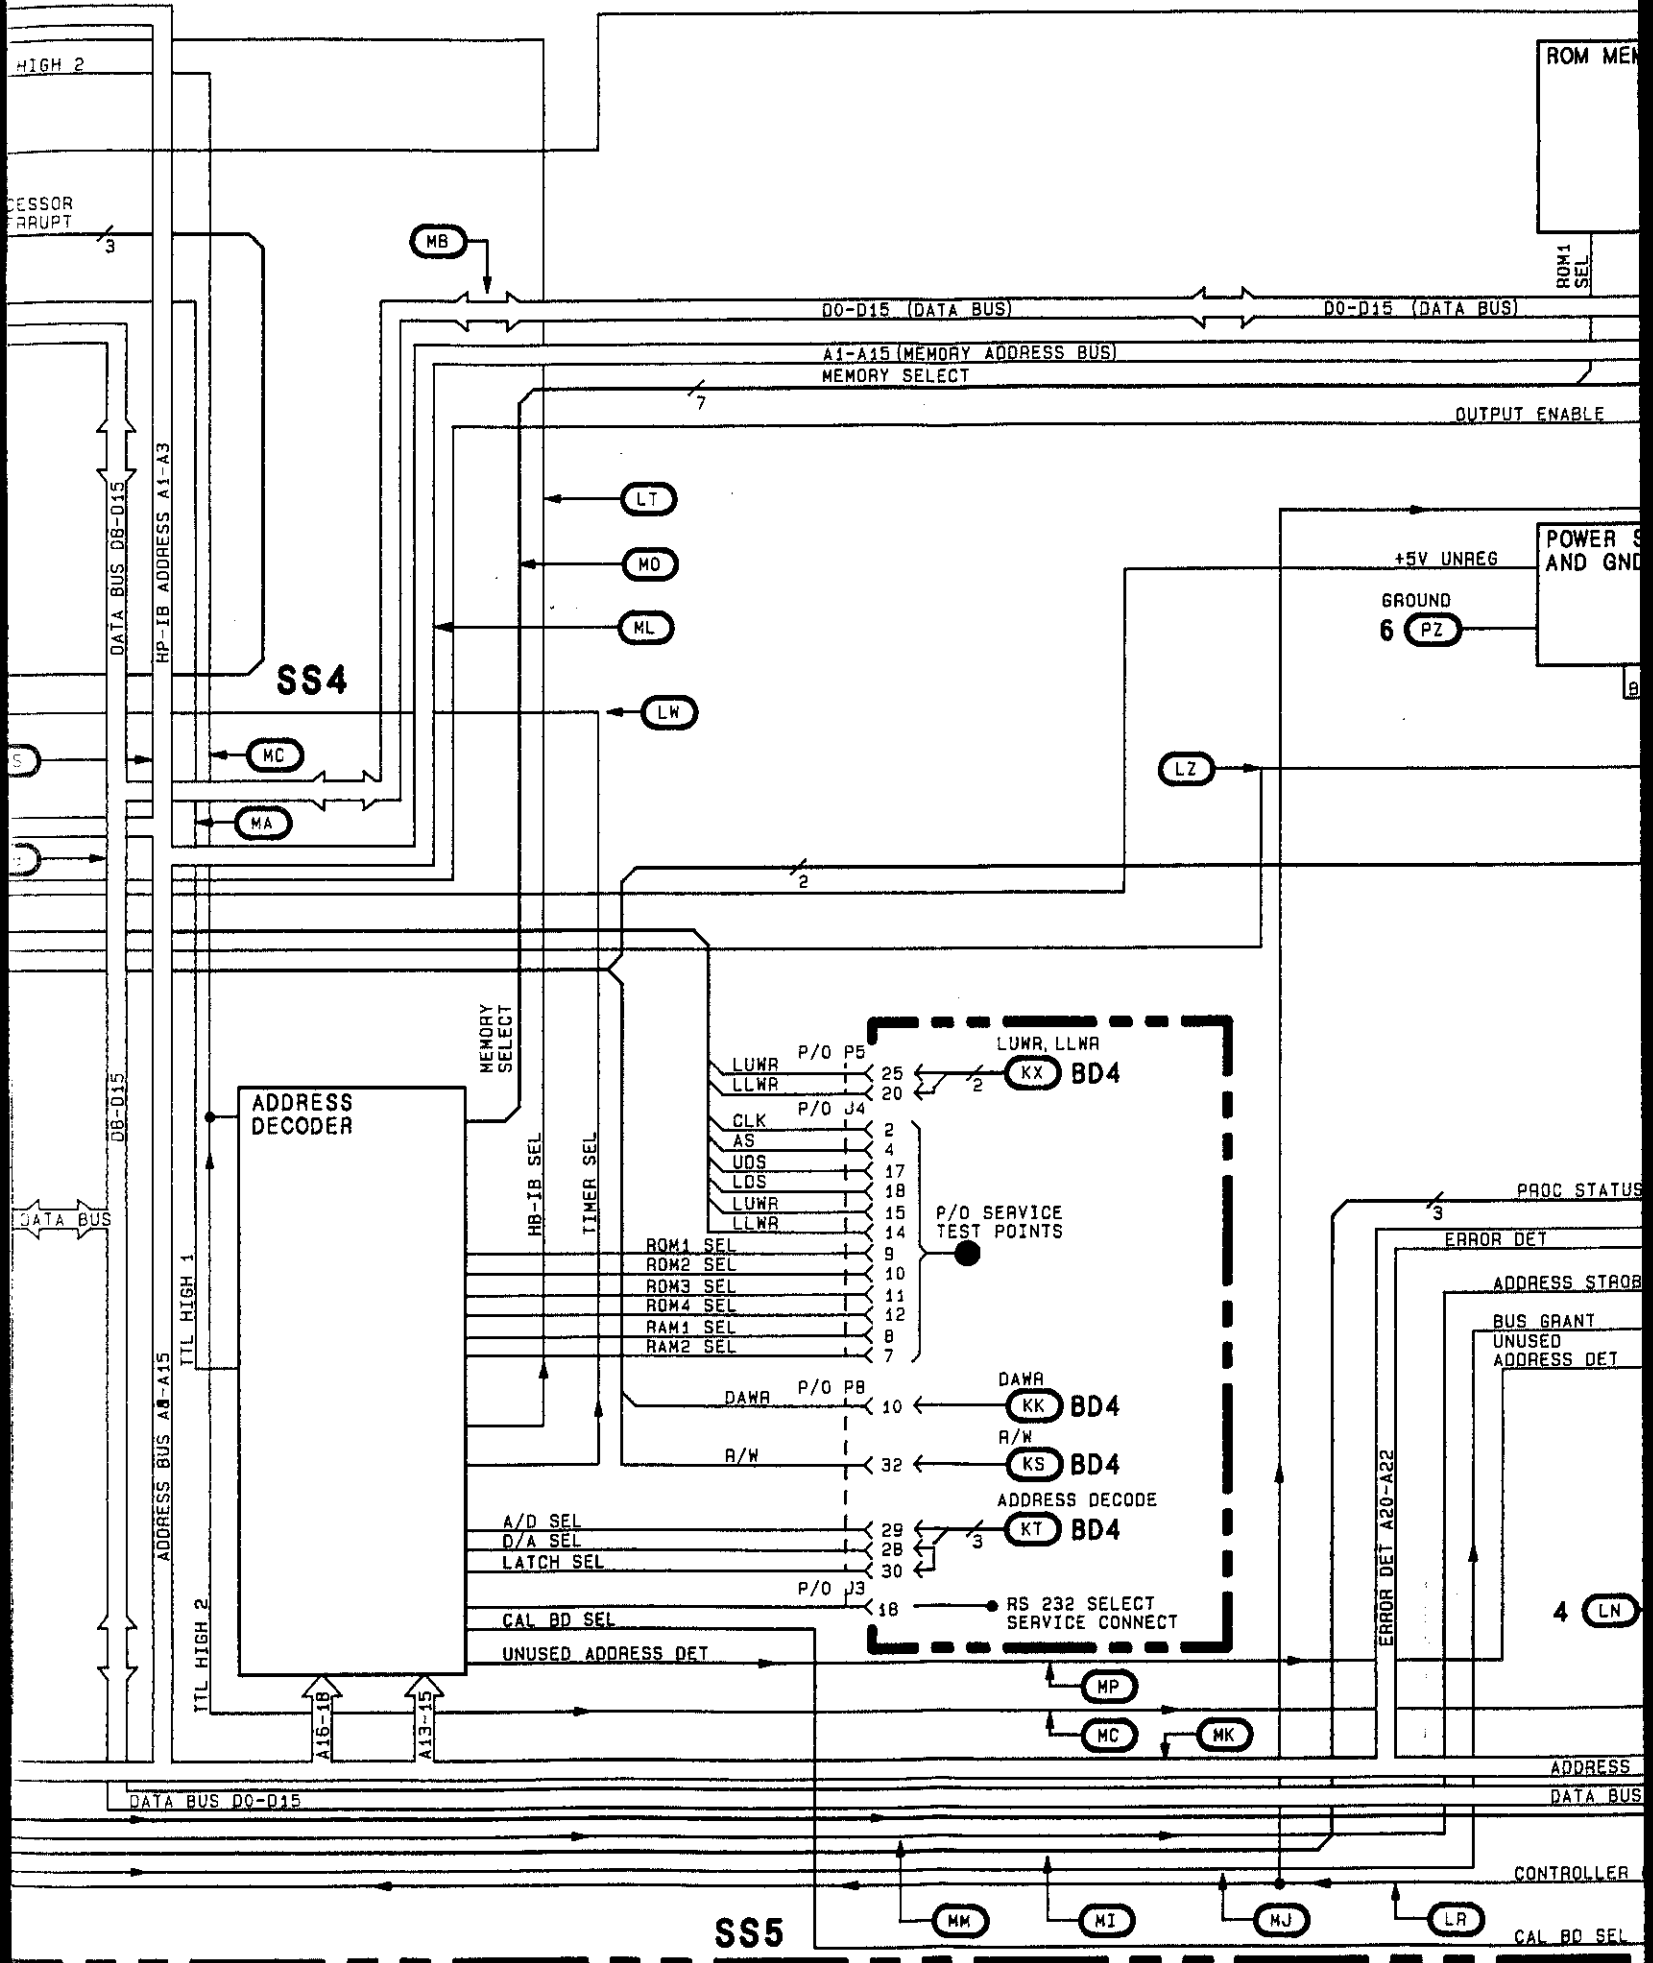 HIGH 2
ROM MEM
CESSOR
RRUPT
3
MB
ROM1
SEL
D0-D15 (DATA BUS)
D0-D15 (DATA BUS)
A1-A15 (MEMORY ADDRESS BUS)
MEMORY SELECT
7
OUTPUT ENABLE
DATA BUS D8-D15
HP-IB ADDRESS A1-A3
LT
MO
ML
POWER S
AND GND
+5V UNREG
GROUND
6 PZ
B
SS4
LW
S
MC
LZ
MA
2
MEMORY
SELECT
P/O P5
LUWR, LLWR
LUWR
25
KX BD4
LLWR
20
2
P/O J4
D8-D15
ADDRESS
DECODER
CLK
2
AS
4
UDS
17
LDS
18
LUWR
15
LLWR
14
P/O SERVICE
TEST POINTS
HB-IB SEL
TIMER SEL
DATA BUS
PROC STATUS
3
ERROR DET
ROM1 SEL
9
ROM2 SEL
10
ROM3 SEL
11
ROM4 SEL
12
RAM1 SEL
8
RAM2 SEL
7
ADDRESS STROB
BUS GRANT
UNUSED
ADDRESS DET
TTL HIGH 1
ADDRESS BUS A8-A15
P/O P8
DAWR
DAWR
10
KK BD4
R/W
R/W
32
KS BD4
ADDRESS DECODE
A/D SEL
29
KT BD4
D/A SEL
28
3
LATCH SEL
30
ERROR DET A20-A22
P/O J3
18
RS 232 SELECT
SERVICE CONNECT
CAL BD SEL
UNUSED ADDRESS DET
4 LN
TTL HIGH 2
A16-18
A13-15
MP
MC
MK
ADDRESS
DATA BUS D0-D15
DATA BUS
CONTROLLER
MM
MI
MJ
LR
SS5
CAL BD SEL